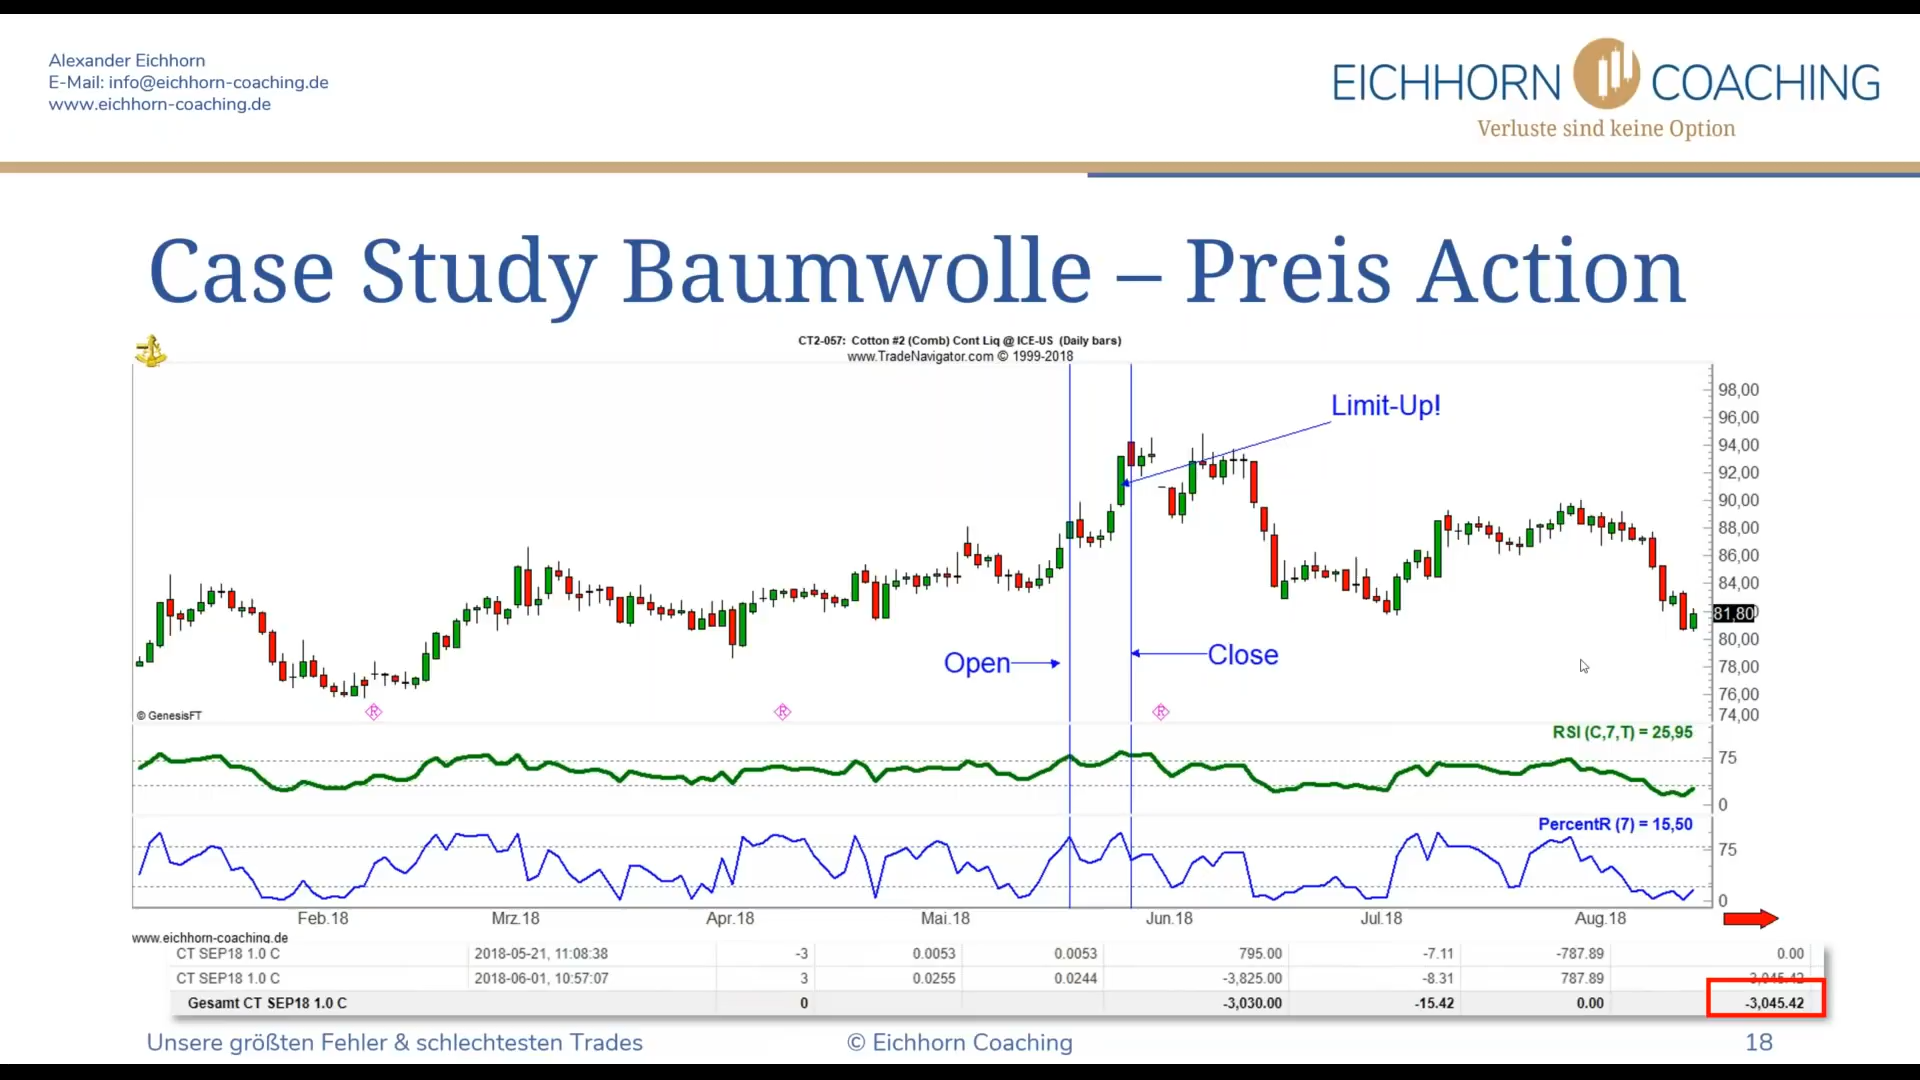 Alexander Eichhorn
E-Mail: info@eichhorn-coaching.de
www.eichhorn-coaching.de
EICHHORN COACHING
Verluste sind keine Option
Case Study Baumwolle – Preis Action
CT2-057: Cotton #2 (Comb) Cont Liq @ ICE-US (Daily bars)
www.TradeNavigator.com © 1999-2018
Limit-Up!
98,00
96,00
94,00
92,00
90,00
88,00
86,00
84,00
81,80
80,00
78,00
76,00
74,00
Open
Close
R
R
R
© GenesisFT
RSI (C,7,T) = 25,95
75
0
PercentR (7) = 15,50
75
0
Feb.18 Mrz.18 Apr.18 Mai.18 Jun.18 Jul.18 Aug.18
www.eichhorn-coaching.de
CT SEP18 1.0 C 2018-05-21, 11:08:38 -3 0.0053 0.0053 795.00 -7.11 -787.89 0.00
CT SEP18 1.0 C 2018-06-01, 10:57:07 3 0.0255 0.0244 -3,825.00 -8.31 787.89 -3,045.42
Gesamt CT SEP18 1.0 C 0 -3,030.00 -15.42 0.00 -3,045.42
Unsere größten Fehler & schlechtesten Trades
© Eichhorn Coaching
18